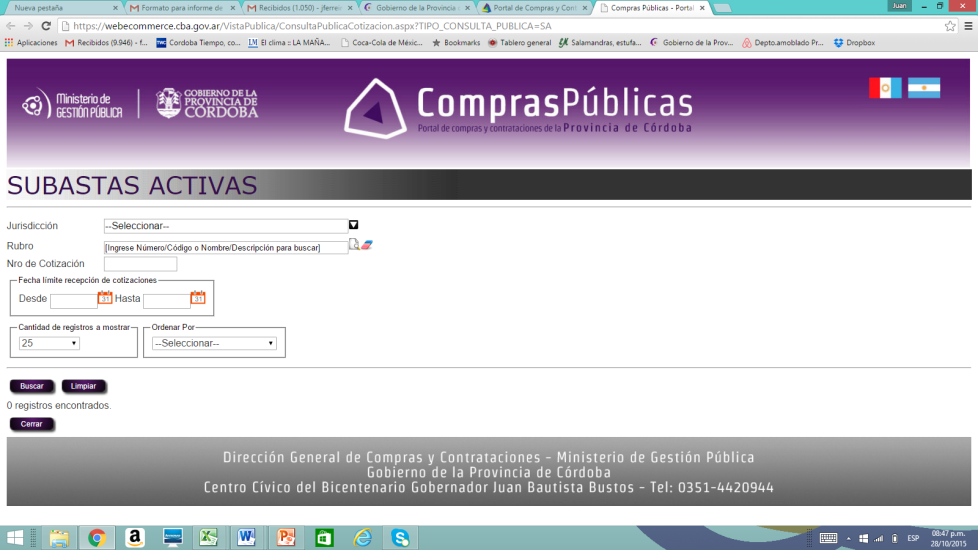 Nueva pestaña
Formato para informe de
Recibidos (1.050) - jferrei
Gobierno de la Provincia
Portal de Compras y Cont
Compras Públicas - Portal
Juan
https://webecommerce.cba.gov.ar/VistaPublica/ConsultaPublicaCotizacion.aspx?TIPO_CONSULTA_PUBLICA=SA
Aplicaciones
Recibidos (9.946) - f...
Cordoba Tiempo, co...
El clima :: LA MAÑA...
Coca-Cola de Méxic...
Bookmarks
Tablero general
Salamandras, estufa...
Gobierno de la Prov...
Depto.amoblado Pr...
Dropbox
Ministerio de
GESTIÓN PÚBLICA
GOBIERNO DE LA
PROVINCIA DE
CÓRDOBA
ComprasPúblicas
Portal de compras y contrataciones de la Provincia de Córdoba
SUBASTAS ACTIVAS
Jurisdicción
--Seleccionar--
Rubro
[Ingrese Número/Código o Nombre/Descripción para buscar]
Nro de Cotización
Fecha límite recepción de cotizaciones
Desde
31
Hasta
31
Cantidad de registros a mostrar
25
Ordenar Por
--Seleccionar--
Buscar
Limpiar
0 registros encontrados.
Cerrar
Dirección General de Compras y Contrataciones - Ministerio de Gestión Pública
Gobierno de la Provincia de Córdoba
Centro Cívico del Bicentenario Gobernador Juan Bautista Bustos - Tel: 0351-4420944
ESP
08:47 p.m.
28/10/2015